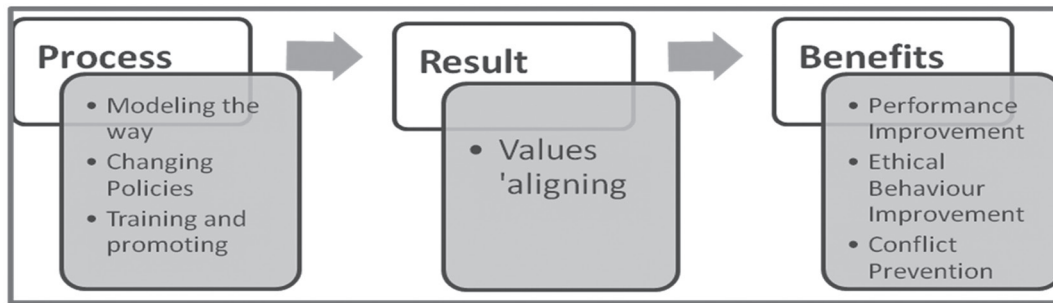 Process
• Modeling the
way
• Changing
Policies
• Training and
promoting
Result
• Values
'aligning
Benefits
• Performance
Improvement
• Ethical
Behaviour
Improvement
• Conflict
Prevention